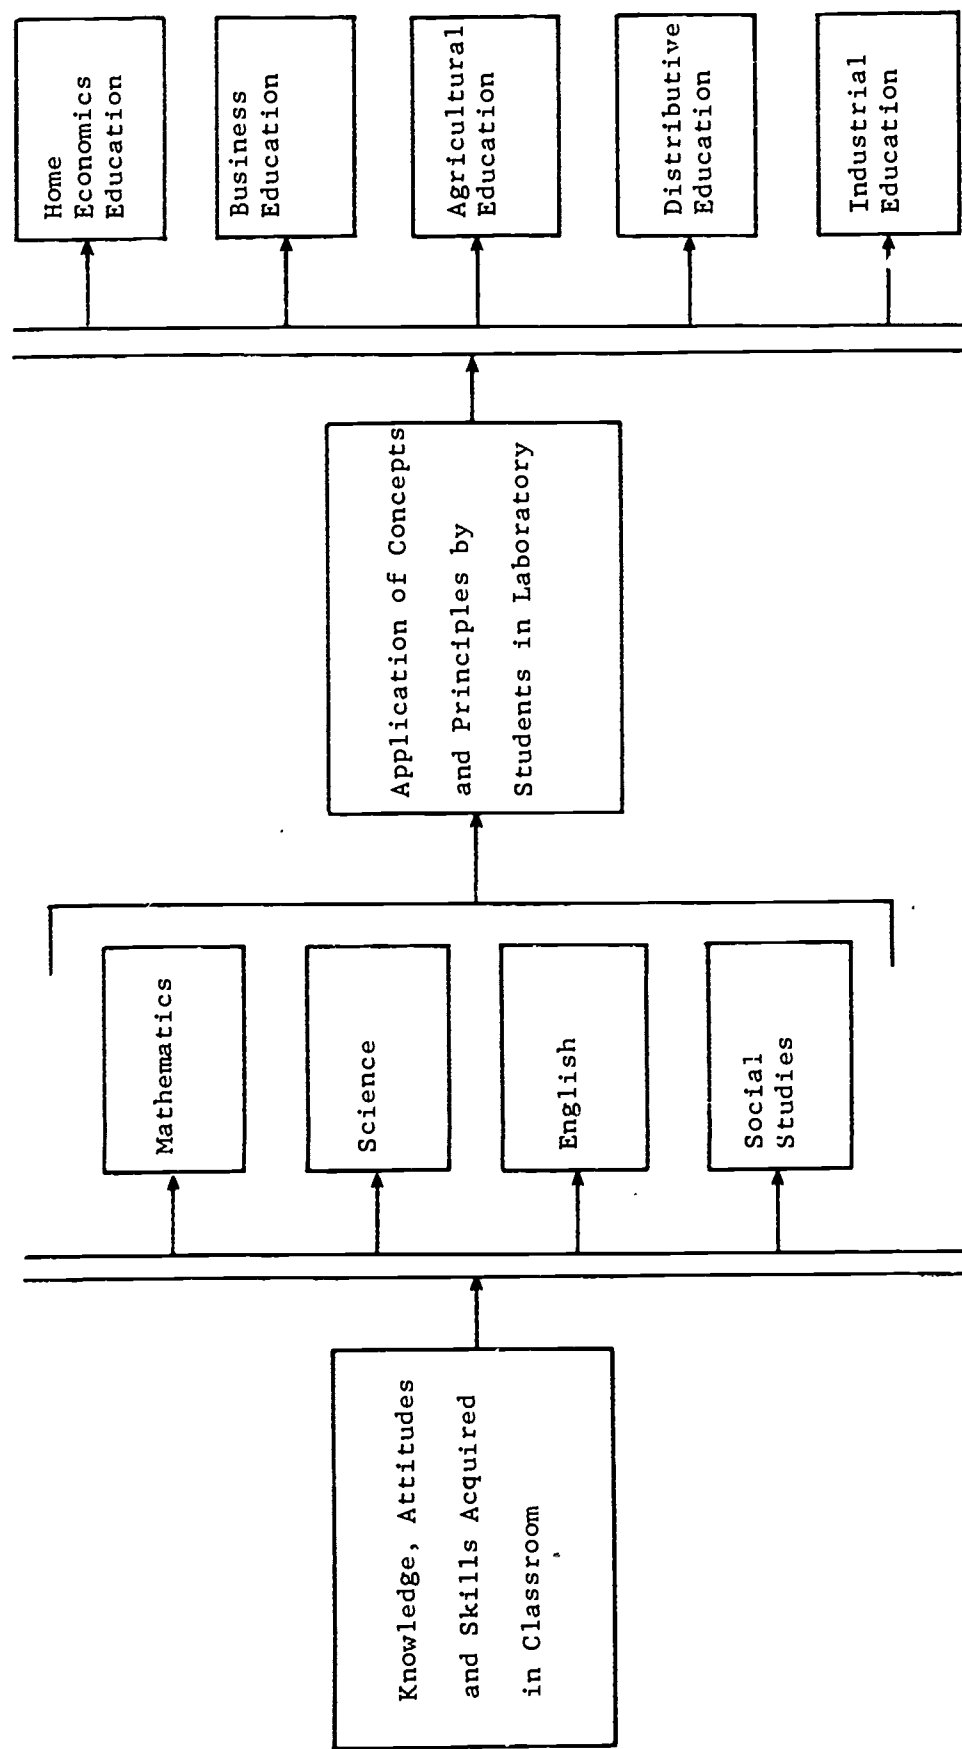 Knowledge, Attitudes
and Skills Acquired
in Classroom
Mathematics
Science
English
Social
Studies
Application of Concepts
and Principles by
Students in Laboratory
Home
Economics
Education
Business
Education
Agricultural
Education
Distributive
Education
Industrial
Education